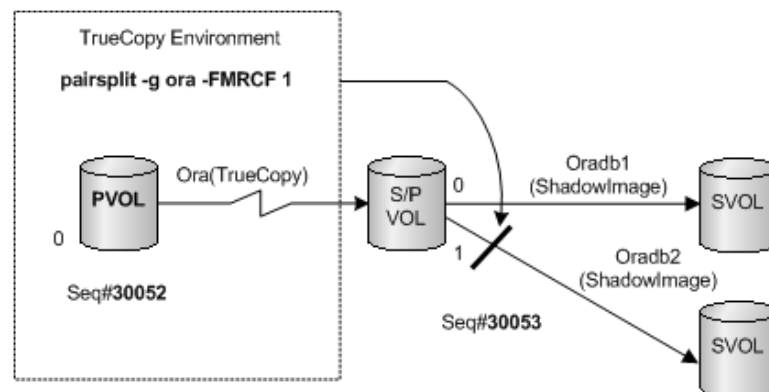 TrueCopy Environment
pairsplit -g ora -FMRCF 1
Ora(TrueCopy)
PVOL
0
Seq#30052
S/P
VOL
0
1
Oradb1
(ShadowImage)
SVOL
Oradb2
(ShadowImage)
Seq#30053
SVOL